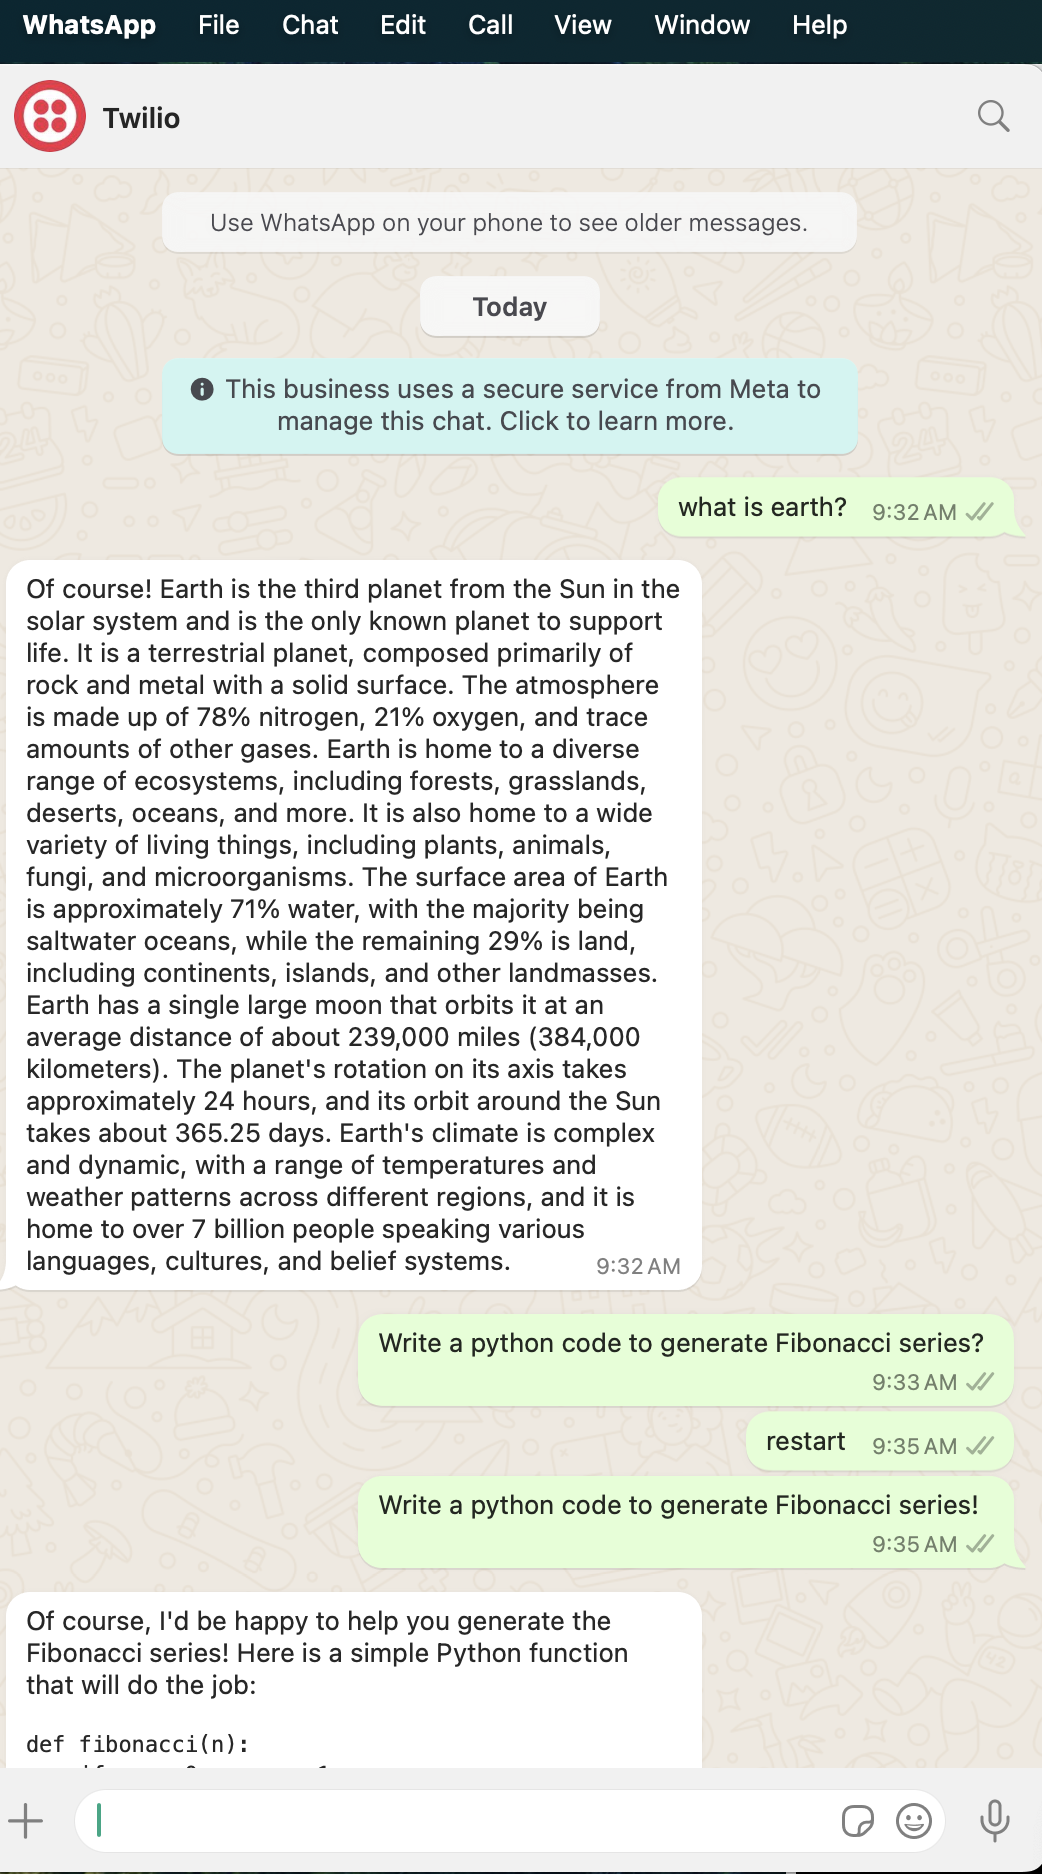 WhatsApp File Chat Edit Call View Window Help
Twilio
Use WhatsApp on your phone to see older messages.
Today
This business uses a secure service from Meta to
manage this chat. Click to learn more.
what is earth? 9:32 AM
Of course! Earth is the third planet from the Sun in the
solar system and is the only known planet to support
life. It is a terrestrial planet, composed primarily of
rock and metal with a solid surface. The atmosphere
is made up of 78% nitrogen, 21% oxygen, and trace
amounts of other gases. Earth is home to a diverse
range of ecosystems, including forests, grasslands,
deserts, oceans, and more. It is also home to a wide
variety of living things, including plants, animals,
fungi, and microorganisms. The surface area of Earth
is approximately 71% water, with the majority being
saltwater oceans, while the remaining 29% is land,
including continents, islands, and other landmasses.
Earth has a single large moon that orbits it at an
average distance of about 239,000 miles (384,000
kilometers). The planet's rotation on its axis takes
approximately 24 hours, and its orbit around the Sun
takes about 365.25 days. Earth's climate is complex
and dynamic, with a range of temperatures and
weather patterns across different regions, and it is
home to over 7 billion people speaking various
languages, cultures, and belief systems. 9:32 AM
Write a python code to generate Fibonacci series?
9:33 AM
restart 9:35 AM
Write a python code to generate Fibonacci series!
9:35 AM
Of course, I'd be happy to help you generate the
Fibonacci series! Here is a simple Python function
that will do the job:
def fibonacci(n):